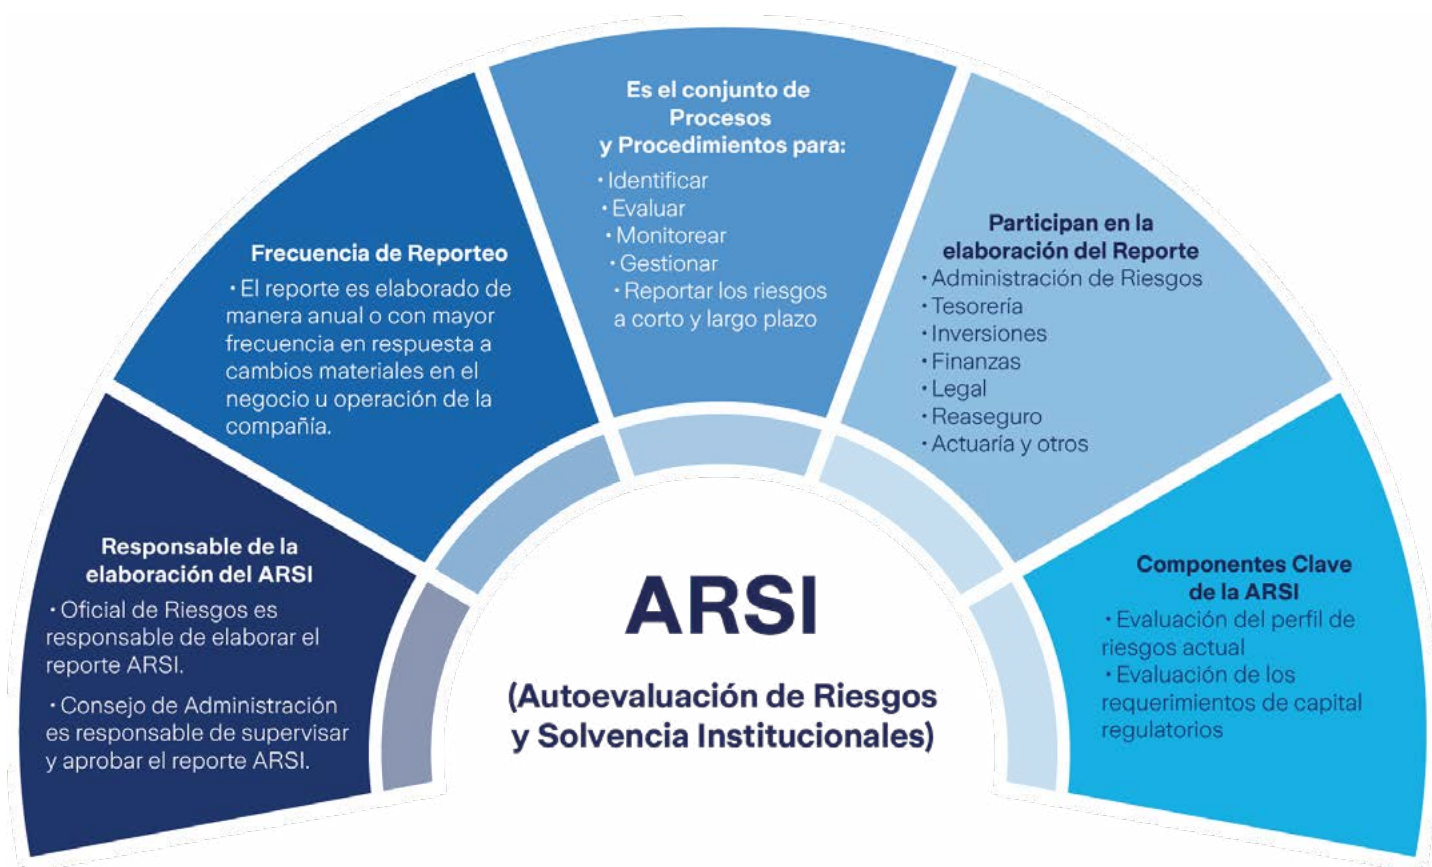 Responsable de la
elaboración del ARSI
· Oficial de Riesgos es
responsable de elaborar el
reporte ARSI.
· Consejo de Administración
es responsable de supervisar
y aprobar el reporte ARSI.
Frecuencia de Reporteo
· El reporte es elaborado de
manera anual o con mayor
frecuencia en respuesta a
cambios materiales en el
negocio u operación de la
compañía.
Es el conjunto de
Procesos
y Procedimientos para:
· Identificar
· Evaluar
· Monitorear
· Gestionar
· Reportar los riesgos
a corto y largo plazo
Participan en la
elaboración del Reporte
· Administración de Riesgos
· Tesorería
· Inversiones
· Finanzas
· Legal
· Reaseguro
· Actuaría y otros
Componentes Clave
de la ARSI
· Evaluación del perfil de
riesgos actual
· Evaluación de los
requerimientos de capital
regulatorios
ARSI
(Autoevaluación de Riesgos
y Solvencia Institucionales)